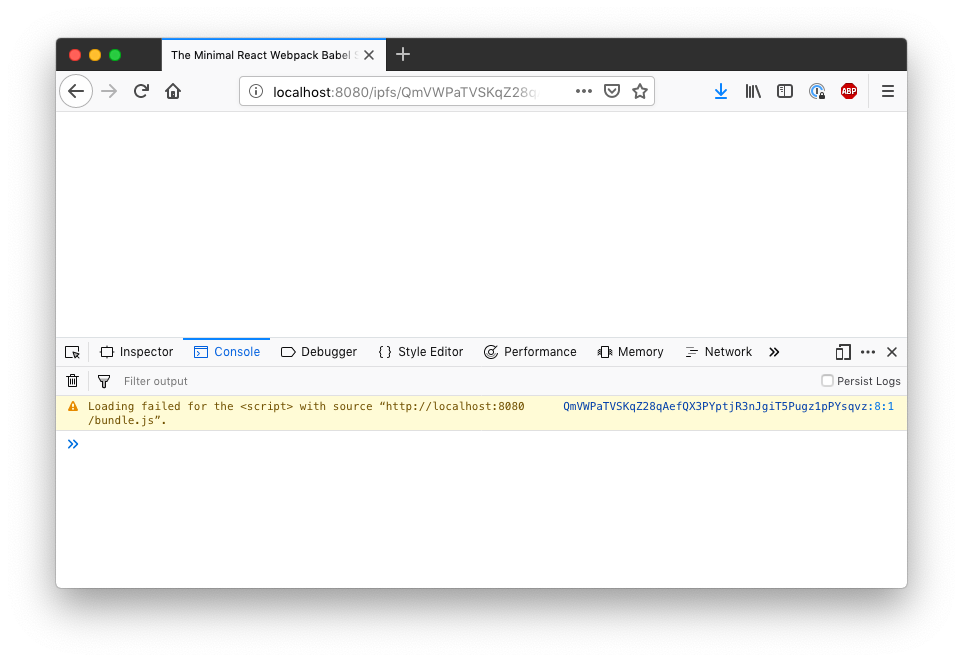 The Minimal React Webpack Babel S
localhost:8080/ipfs/QmVWPaTVSKqZ28q
ABP
Inspector Console Debugger { } Style Editor Performance Memory Network
Filter output Persist Logs
Loading failed for the <script> with source “http://localhost:8080 QmVWPaTVSKqZ28qAefQX3PYptjR3nJgiT5Pugz1pPYsqvz:8:1
/bundle.js”.